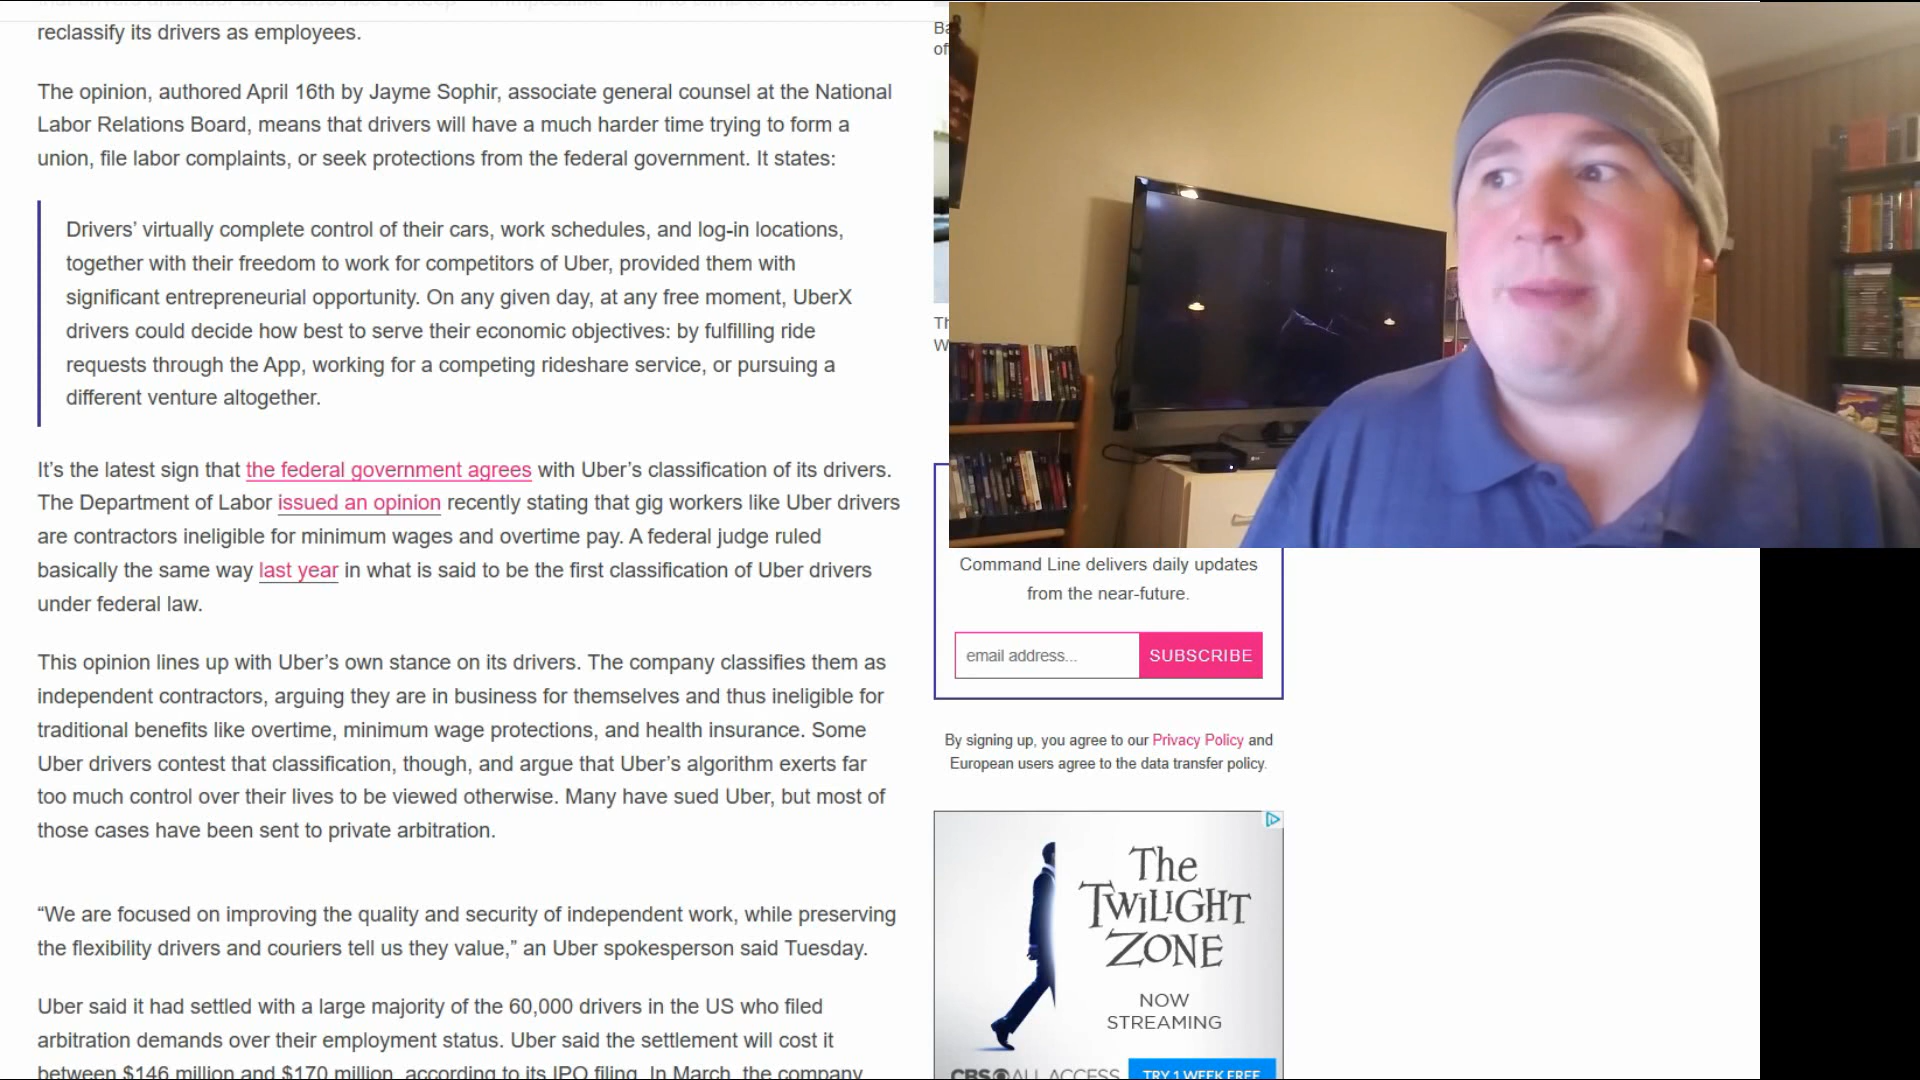 reclassify its drivers as employees.
The opinion, authored April 16th by Jayme Sophir, associate general counsel at the National
Labor Relations Board, means that drivers will have a much harder time trying to form a
union, file labor complaints, or seek protections from the federal government. It states:
Drivers’ virtually complete control of their cars, work schedules, and log-in locations,
together with their freedom to work for competitors of Uber, provided them with
significant entrepreneurial opportunity. On any given day, at any free moment, UberX
drivers could decide how best to serve their economic objectives: by fulfilling ride
requests through the App, working for a competing rideshare service, or pursuing a
different venture altogether.
It’s the latest sign that the federal government agrees with Uber’s classification of its drivers.
The Department of Labor issued an opinion recently stating that gig workers like Uber drivers
are contractors ineligible for minimum wages and overtime pay. A federal judge ruled
basically the same way last year in what is said to be the first classification of Uber drivers
under federal law.
This opinion lines up with Uber’s own stance on its drivers. The company classifies them as
independent contractors, arguing they are in business for themselves and thus ineligible for
traditional benefits like overtime, minimum wage protections, and health insurance. Some
Uber drivers contest that classification, though, and argue that Uber’s algorithm exerts far
too much control over their lives to be viewed otherwise. Many have sued Uber, but most of
those cases have been sent to private arbitration.
“We are focused on improving the quality and security of independent work, while preserving
the flexibility drivers and couriers tell us they value,” an Uber spokesperson said Tuesday.
Uber said it had settled with a large majority of the 60,000 drivers in the US who filed
arbitration demands over their employment status. Uber said the settlement will cost it
between $146 million and $170 million, according to its IPO filing. In March, the company
Command Line delivers daily updates
from the near-future.
email address...
SUBSCRIBE
By signing up, you agree to our Privacy Policy and
European users agree to the data transfer policy.
The
TWILIGHT
ZONE
NOW
STREAMING
CBS ALL ACCESS
TRY 1 WEEK FREE